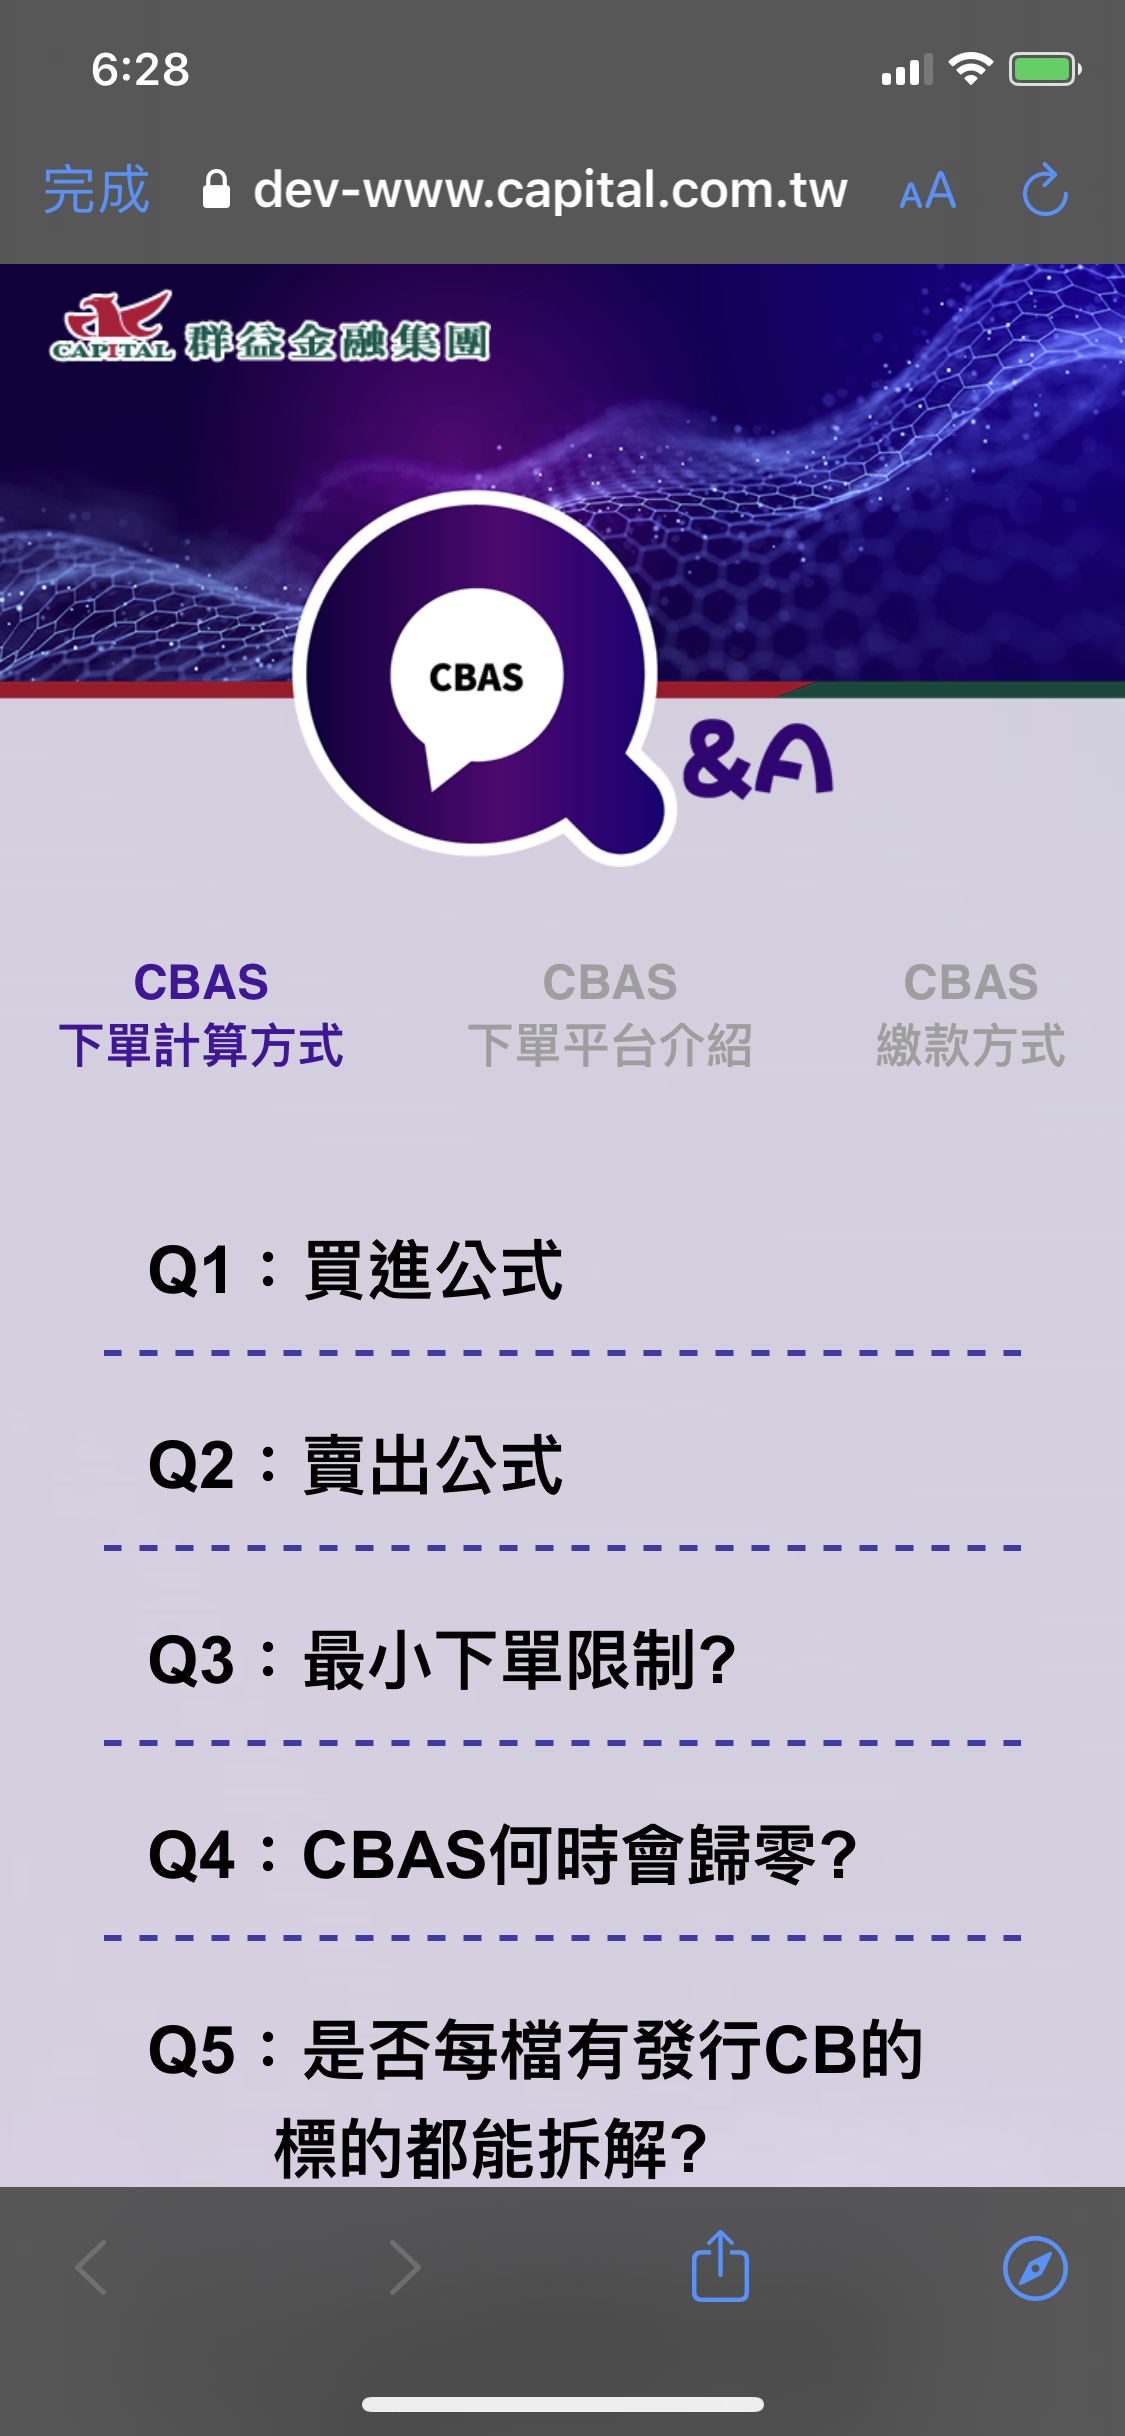 6:28
完成 dev-www.capital.com.tw AA
CAPITAL 群益金融集團
CBAS
&A
CBAS
下單計算方式
CBAS
下單平台介紹
CBAS
繳款方式
Q1：買進公式
Q2：賣出公式
Q3：最小下單限制?
Q4：CBAS何時會歸零?
Q5：是否每檔有發行CB的
標的都能拆解?